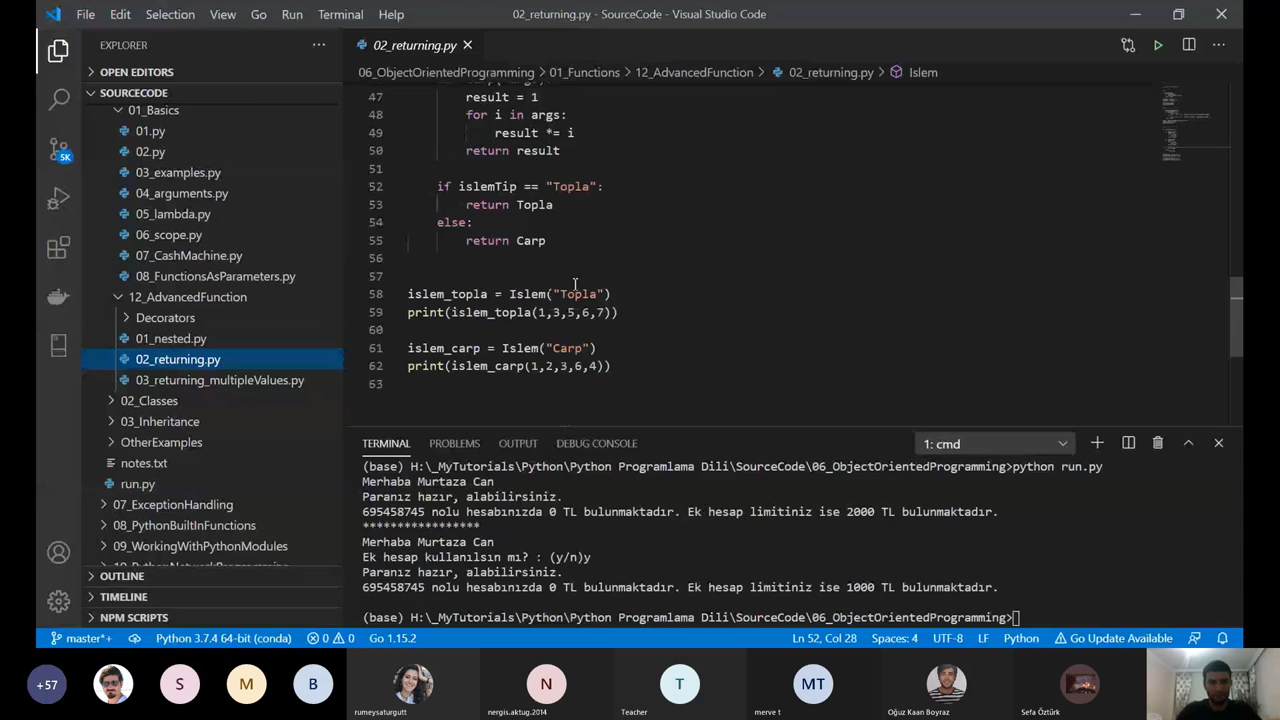 File Edit Selection View Go Run Terminal Help 02_returning.py - SourceCode - Visual Studio Code
EXPLORER
OPEN EDITORS
SOURCECODE
01_Basics
01.py
02.py
03_examples.py
04_arguments.py
05_lambda.py
06_scope.py
07_CashMachine.py
08_FunctionsAsParameters.py
12_AdvancedFunction
Decorators
01_nested.py
02_returning.py
03_returning_multipleValues.py
02_Classes
03_Inheritance
OtherExamples
notes.txt
run.py
07_ExceptionHandling
08_PythonBuiltInFunctions
09_WorkingWithPythonModules
OUTLINE
TIMELINE
NPM SCRIPTS
5K
02_returning.py
06_ObjectOrientedProgramming > 01_Functions > 12_AdvancedFunction > 02_returning.py > Islem
47 result = 1
48 for i in args:
49 result *= i
50 return result
51
52 if islemTip == "Topla":
53 return Topla
54 else:
55 return Carp
56
57
58 islem_topla = Islem("Topla")
59 print(islem_topla(1,3,5,6,7))
60
61 islem_carp = Islem("Carp")
62 print(islem_carp(1,2,3,6,4))
63
TERMINAL PROBLEMS OUTPUT DEBUG CONSOLE 1: cmd
(base) H:\_MyTutorials\Python\Python Programlama Dili\SourceCode\06_ObjectOrientedProgramming>python run.py
Merhaba Murtaza Can
Paranız hazır, alabilirsiniz.
695458745 nolu hesabınızda 0 TL bulunmaktadır. Ek hesap limitiniz ise 2000 TL bulunmaktadır.
*****************
Merhaba Murtaza Can
Ek hesap kullanılsın mı? : (y/n)y
Paranız hazır, alabilirsiniz.
695458745 nolu hesabınızda 0 TL bulunmaktadır. Ek hesap limitiniz ise 1000 TL bulunmaktadır.
(base) H:\_MyTutorials\Python\Python Programlama Dili\SourceCode\06_ObjectOrientedProgramming>
master*+ Python 3.7.4 64-bit (conda) 0 0 Go 1.15.2 Ln 52, Col 28 Spaces: 4 UTF-8 LF Python Go Update Available
+57 S M B N T MT
rumeysaturgutt nergis.aktug.2014 Teacher merve t Oğuz Kaan Boyraz Sefa Öztürk